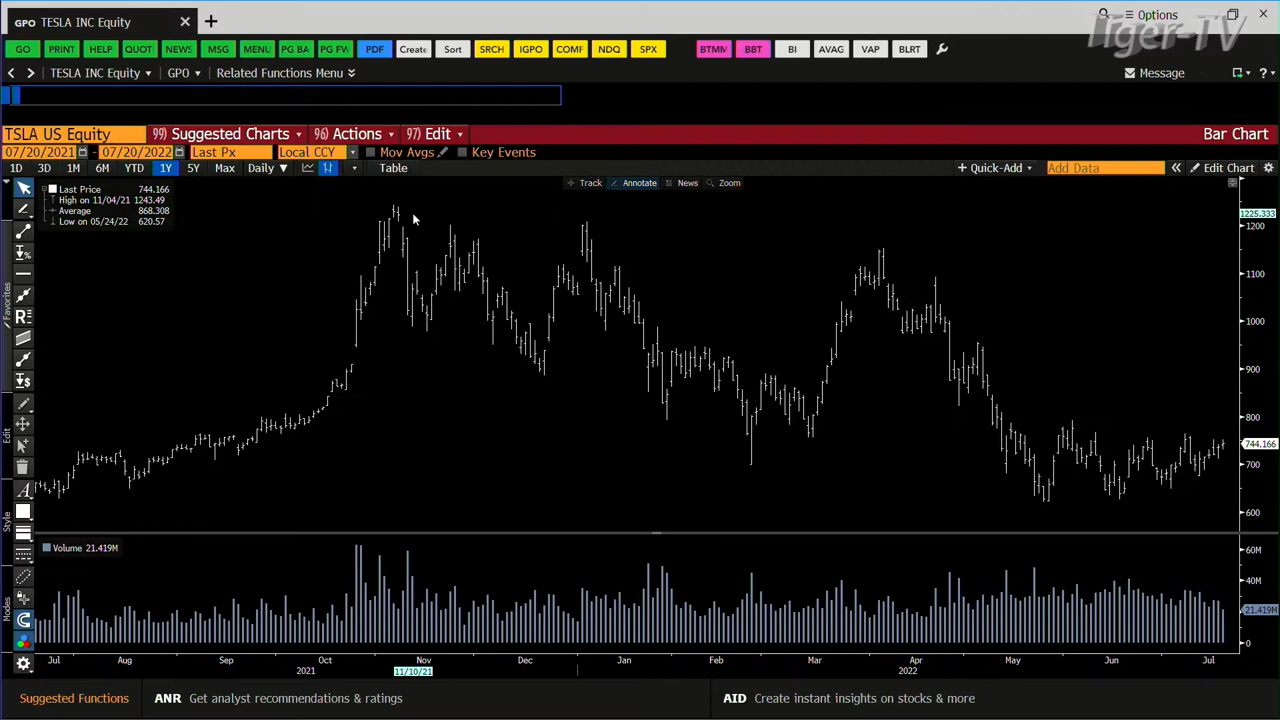 GPO TESLA INC Equity
Options
Tiger-TV
GO PRINT HELP QUOT NEWS MSG MENU PG BA PG FW PDF Create Sort SRCH IGPO COMF NDQ SPX BTMM BBT BI AVAG VAP BLRT
TESLA INC Equity GPO Related Functions Menu Message
TSLA US Equity 99) Suggested Charts 96) Actions 97) Edit Bar Chart
07/20/2021 - 07/20/2022 Last Px Local CCY Mov Avgs Key Events
1D 3D 1M 6M YTD 1Y 5Y Max Daily Table + Quick-Add Add Data Edit Chart
Track Annotate News Zoom
Last Price 744.166
High on 11/04/21 1243.49
Average 868.308
Low on 05/24/22 620.57
1225.333
1200
1100
1000
900
800
744.166
700
600
Favorites
Edit
Style
Modes
Volume 21.419M
60M
40M
21.419M
0
Jul Aug Sep Oct Nov Dec Jan Feb Mar Apr May Jun Jul
2021 11/10/21 2022
Suggested Functions ANR Get analyst recommendations & ratings AID Create instant insights on stocks & more